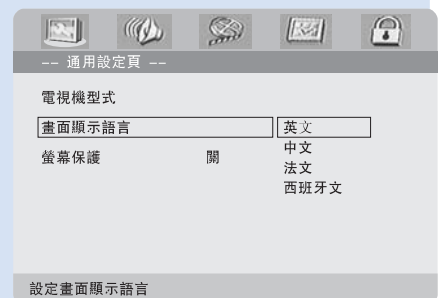 -- 通用設定頁 --
電視機型式
畫面顯示語言 英文
中文
螢幕保護 關
法文
西班牙文
設定畫面顯示語言